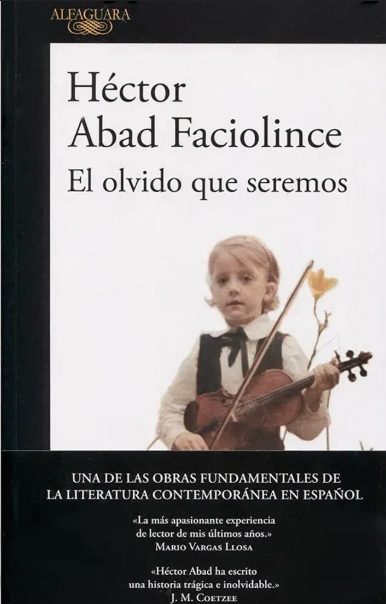 ALFAGUARA
Héctor
Abad Faciolince
El olvido que seremos
UNA DE LAS OBRAS FUNDAMENTALES DE
LA LITERATURA CONTEMPORÁNEA EN ESPAÑOL
«La más apasionante experiencia
de lector de mis últimos años.»
MARIO VARGAS LLOSA
«Héctor Abad ha escrito
una historia trágica e inolvidable.»
J. M. COETZEE